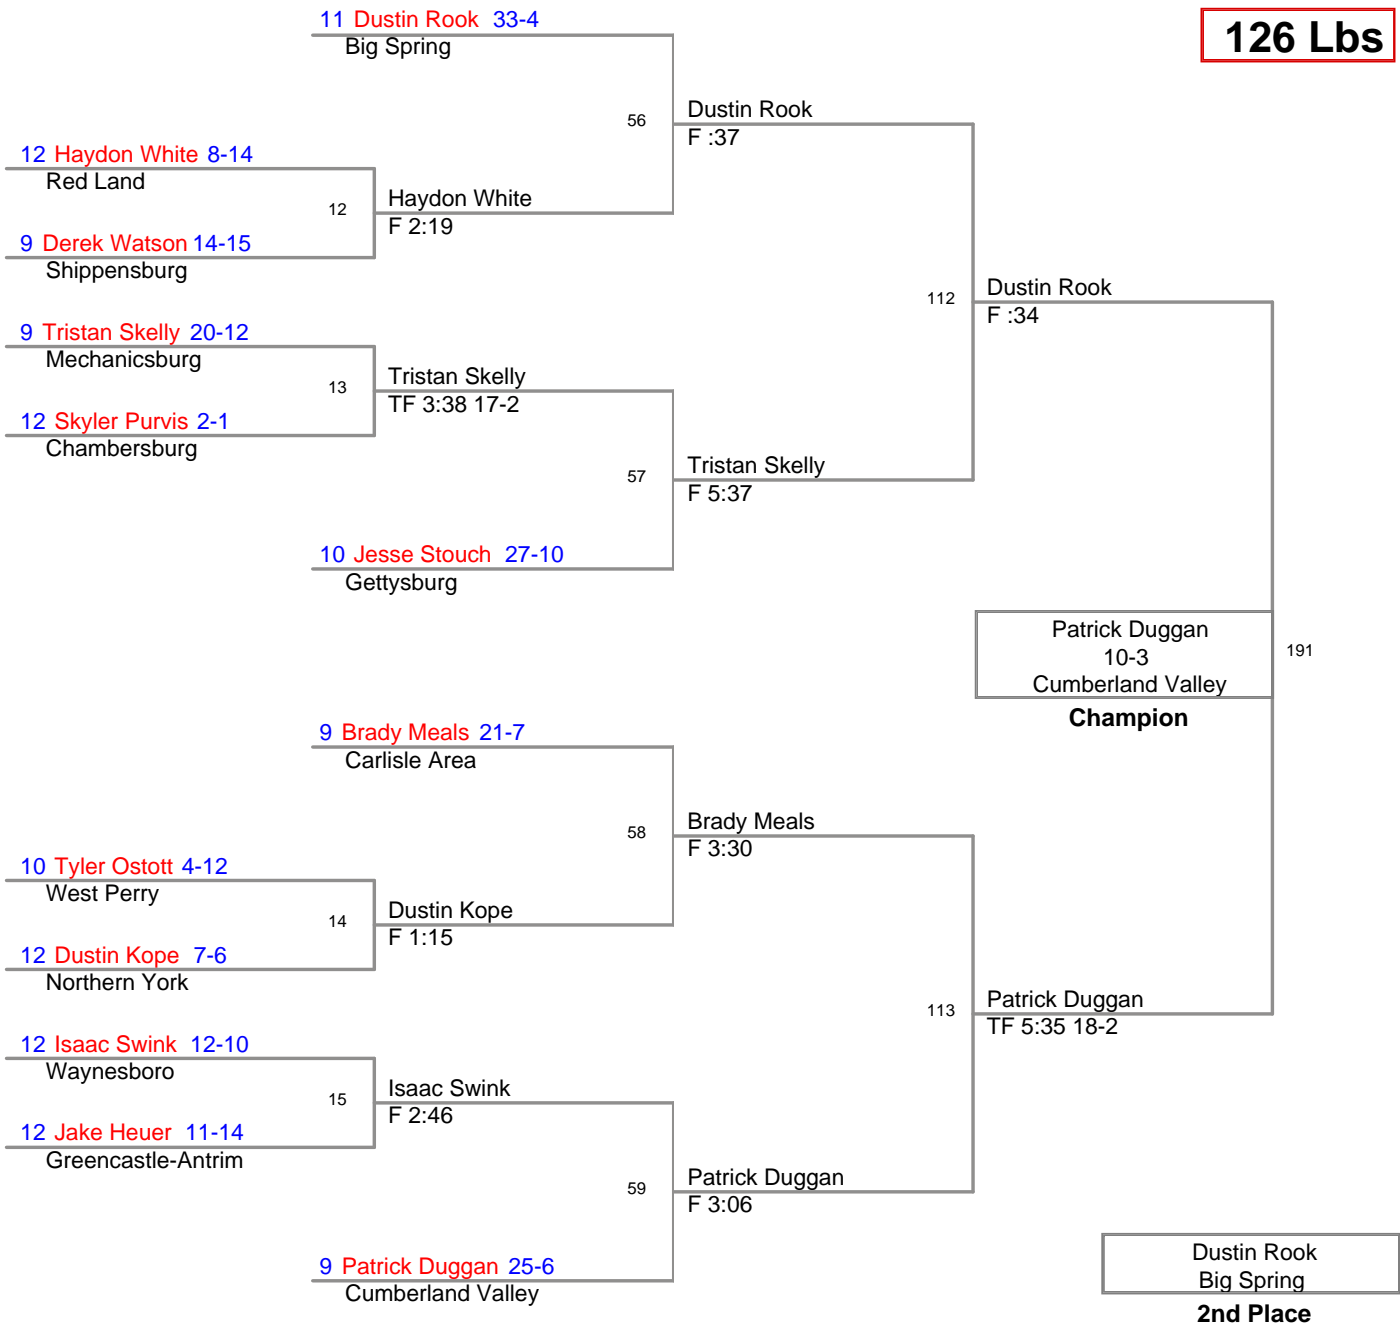 11 Dustin Rook 33-4
Big Spring
126 Lbs
56
Dustin Rook
F :37
12 Haydon White 8-14
Red Land
12
Haydon White
F 2:19
9 Derek Watson 14-15
Shippensburg
112
Dustin Rook
F :34
9 Tristan Skelly 20-12
Mechanicsburg
13
Tristan Skelly
TF 3:38 17-2
12 Skyler Purvis 2-1
Chambersburg
57
Tristan Skelly
F 5:37
10 Jesse Stouch 27-10
Gettysburg
Patrick Duggan
10-3
Cumberland Valley
191
Champion
9 Brady Meals 21-7
Carlisle Area
58
Brady Meals
F 3:30
10 Tyler Ostott 4-12
West Perry
14
Dustin Kope
F 1:15
12 Dustin Kope 7-6
Northern York
113
Patrick Duggan
TF 5:35 18-2
12 Isaac Swink 12-10
Waynesboro
15
Isaac Swink
F 2:46
12 Jake Heuer 11-14
Greencastle-Antrim
59
Patrick Duggan
F 3:06
9 Patrick Duggan 25-6
Cumberland Valley
Dustin Rook
Big Spring
2nd Place